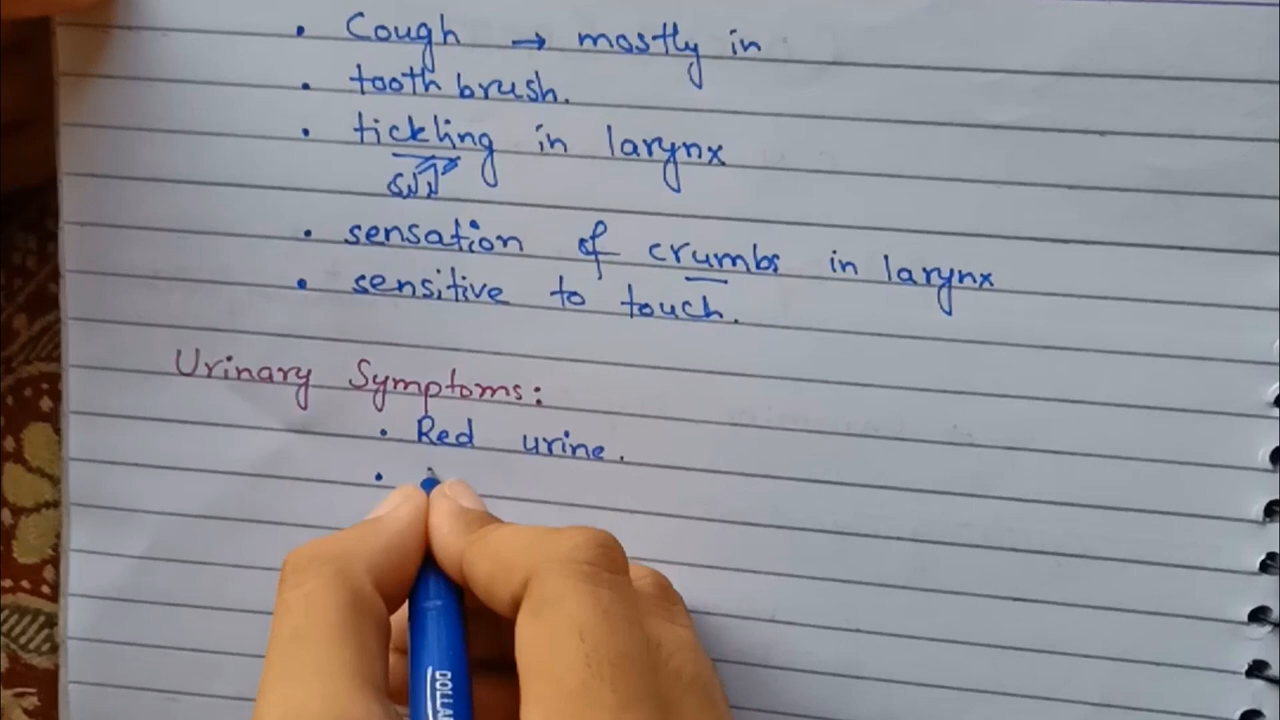 • Cough → mostly in
• tooth brush.
• tickling in larynx
• sensation of crumbs in larynx
• sensitive to touch.
Urinary Symptoms:
• Red urine.
•
DOLLAR